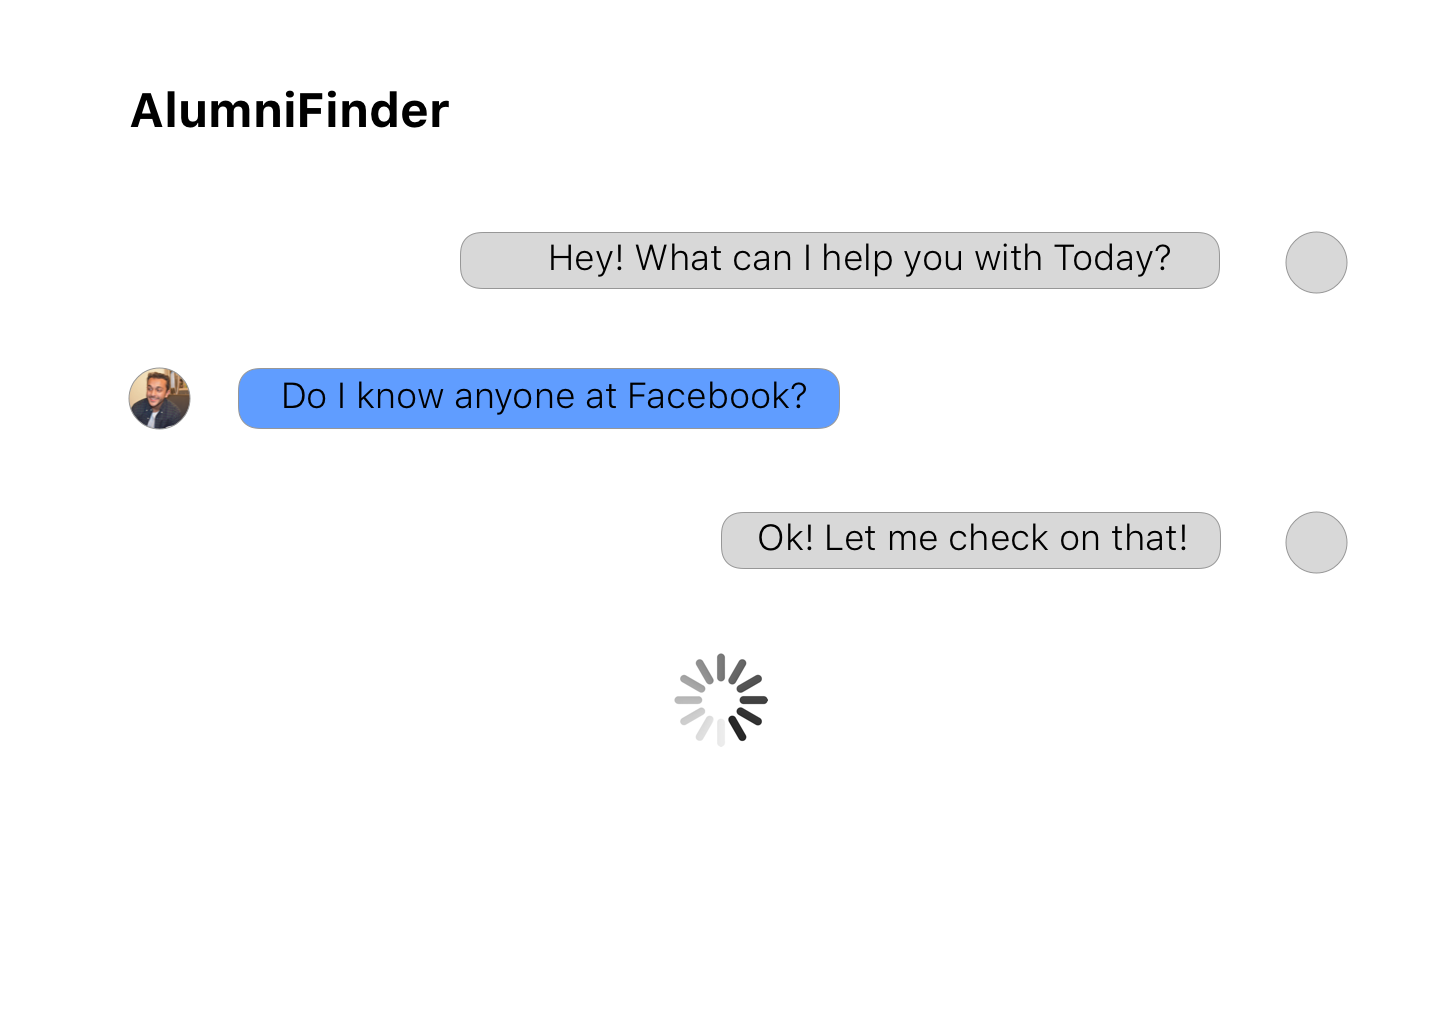 AlumniFinder
Hey! What can I help you with Today?
Do I know anyone at Facebook?
Ok! Let me check on that!